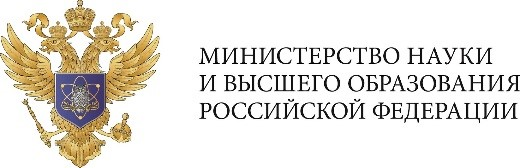 МИНИСТЕРСТВО НАУКИ
И ВЫСШЕГО ОБРАЗОВАНИЯ
РОССИЙСКОЙ ФЕДЕРАЦИИ